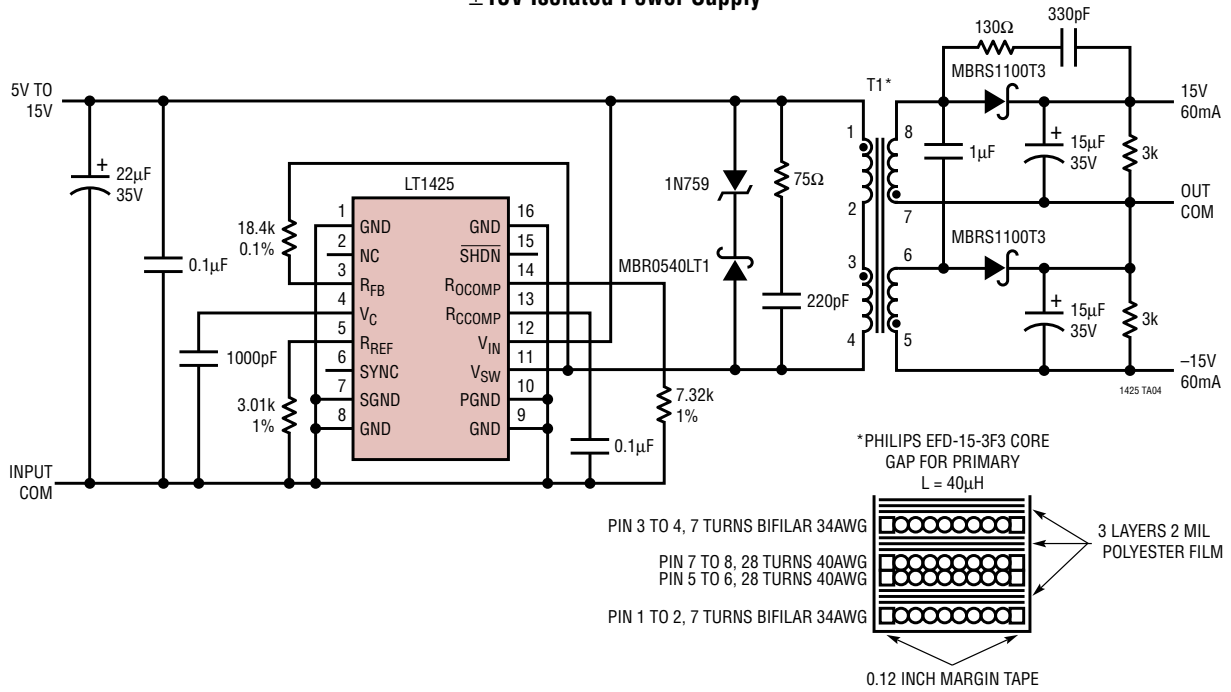 ±15V Isolated Power Supply
330pF
130Ω
MBRS1100T3
5V TO
15V
T1*
15V
60mA
1
8
+
22µF
35V
1N759
75Ω
1µF
+
15µF
35V
3k
LT1425
18.4k
0.1%
0.1µF
1
GND
GND
16
2
NC
SHDN
15
3
RFB
ROCOMP
14
4
VC
RCCOMP
13
5
RREF
VIN
12
6
SYNC
VSW
11
7
SGND
PGND
10
8
GND
GND
9
2
7
OUT
COM
MBR0540LT1
MBRS1100T3
3
6
220pF
+
15µF
35V
3k
4
5
1000pF
3.01k
1%
7.32k
1%
0.1µF
–15V
60mA
1425 TA04
INPUT
COM
*PHILIPS EFD-15-3F3 CORE
GAP FOR PRIMARY
L = 40µH
PIN 3 TO 4, 7 TURNS BIFILAR 34AWG
3 LAYERS 2 MIL
POLYESTER FILM
PIN 7 TO 8, 28 TURNS 40AWG
PIN 5 TO 6, 28 TURNS 40AWG
PIN 1 TO 2, 7 TURNS BIFILAR 34AWG
0.12 INCH MARGIN TAPE